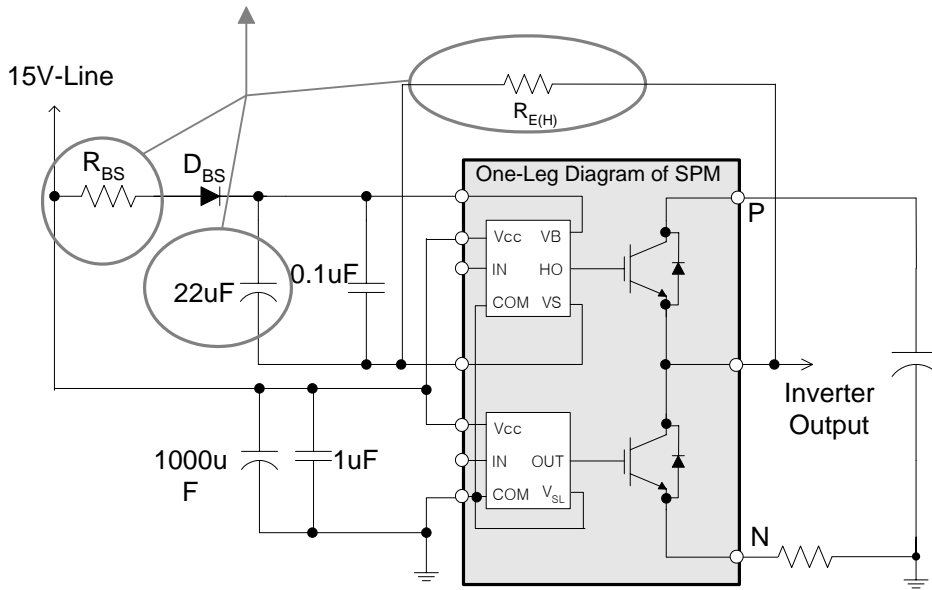 15V-Line
R_E(H)
R_BS
D_BS
One-Leg Diagram of SPM
P
Vcc
VB
IN
HO
COM
VS
22uF
0.1uF
Inverter
Output
Vcc
IN
OUT
COM
V_SL
1000u
F
1uF
N